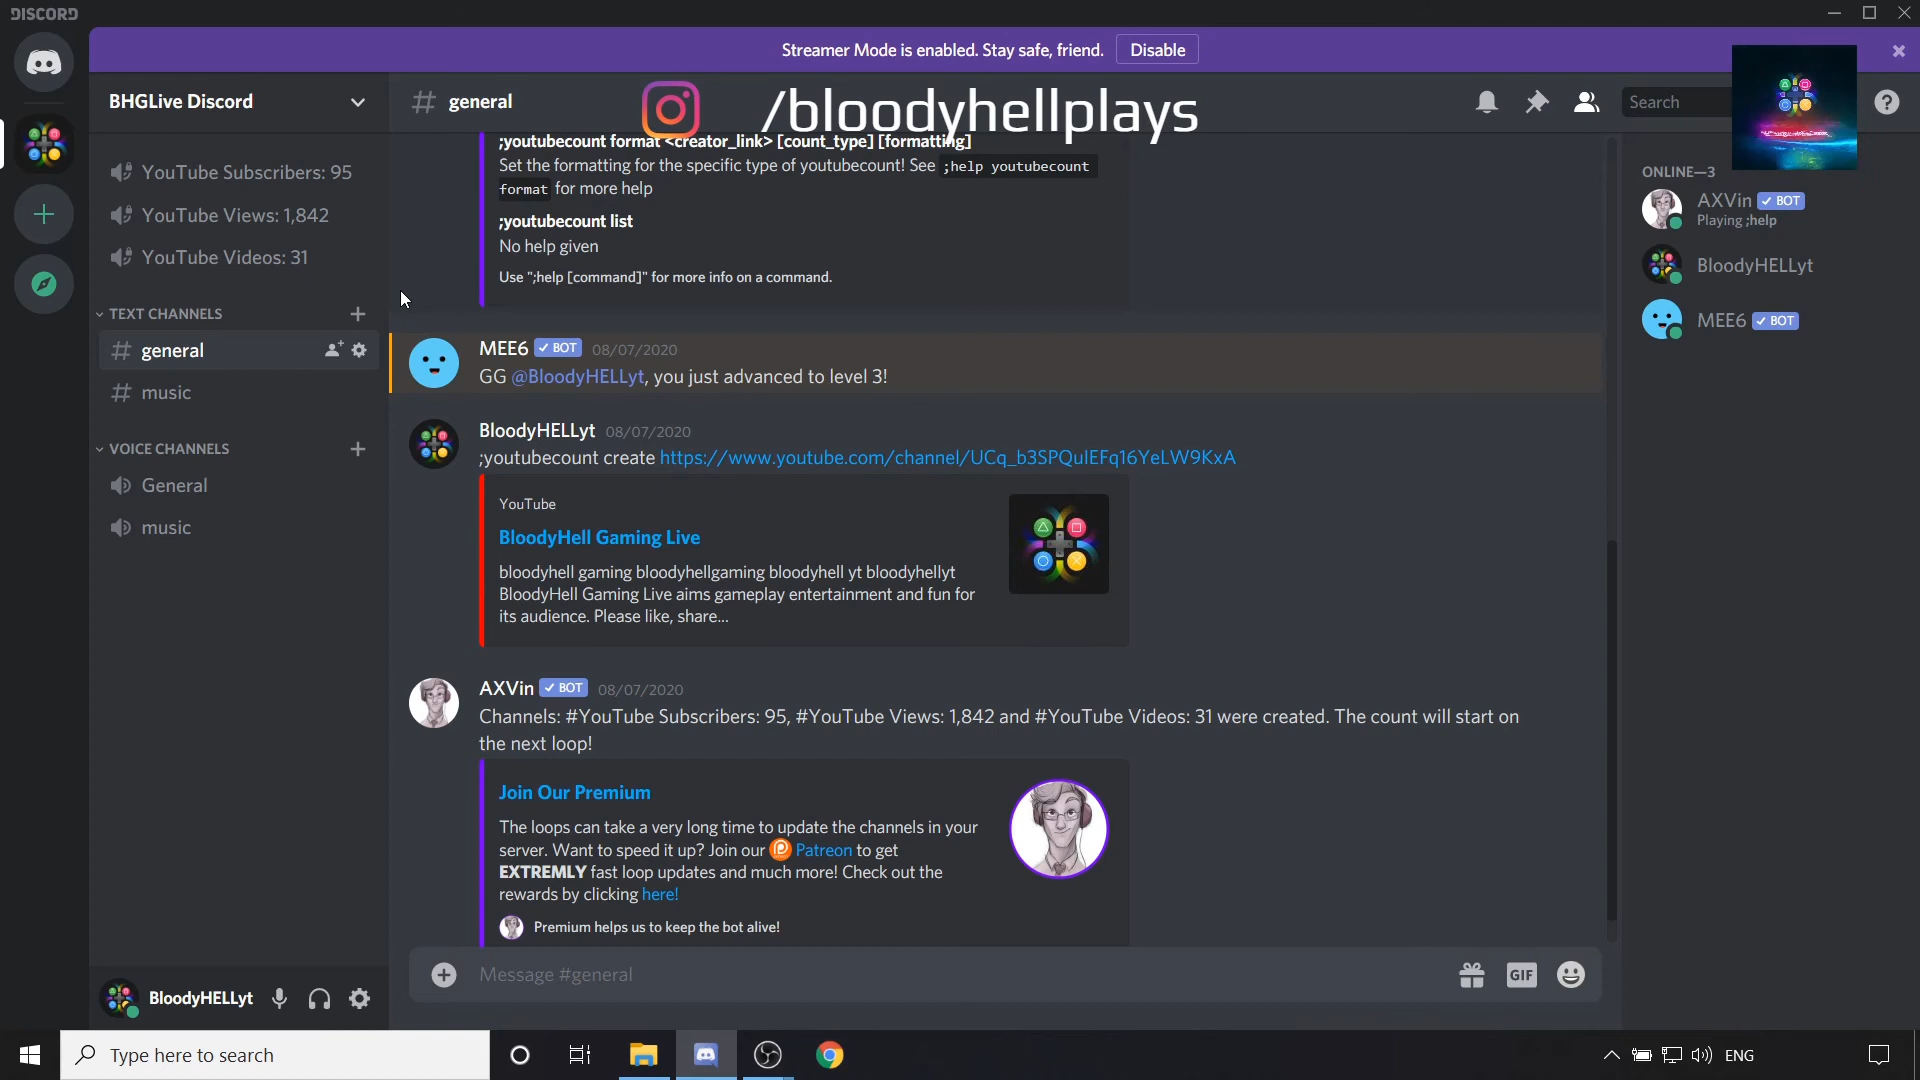 DISCORD
Streamer Mode is enabled. Stay safe, friend. Disable
BHGLive Discord
general
/bloodyhellplays
Search
YouTube Subscribers: 95
YouTube Views: 1,842
YouTube Videos: 31
TEXT CHANNELS
general
music
VOICE CHANNELS
General
music
;youtubecount format <creator_link> [count_type] [formatting]
Set the formatting for the specific type of youtubecount! See ;help youtubecount
format for more help
;youtubecount list
No help given
Use ";help [command]" for more info on a command.
MEE6 BOT 08/07/2020
GG @BloodyHELLyt, you just advanced to level 3!
BloodyHELLyt 08/07/2020
;youtubecount create https://www.youtube.com/channel/UCq_b3SPQuIEFq16YeLW9KxA
YouTube
BloodyHell Gaming Live
bloodyhell gaming bloodyhellgaming bloodyhell yt bloodyhellyt
BloodyHell Gaming Live aims gameplay entertainment and fun for
its audience. Please like, share...
AXVin BOT 08/07/2020
Channels: #YouTube Subscribers: 95, #YouTube Views: 1,842 and #YouTube Videos: 31 were created. The count will start on
the next loop!
Join Our Premium
The loops can take a very long time to update the channels in your
server. Want to speed it up? Join our Patreon to get
EXTREMLY fast loop updates and much more! Check out the
rewards by clicking here!
Premium helps us to keep the bot alive!
Message #general
GIF
ONLINE—3
AXVin BOT
Playing ;help
BloodyHELLyt
MEE6 BOT
BloodyHELLyt
Type here to search
ENG